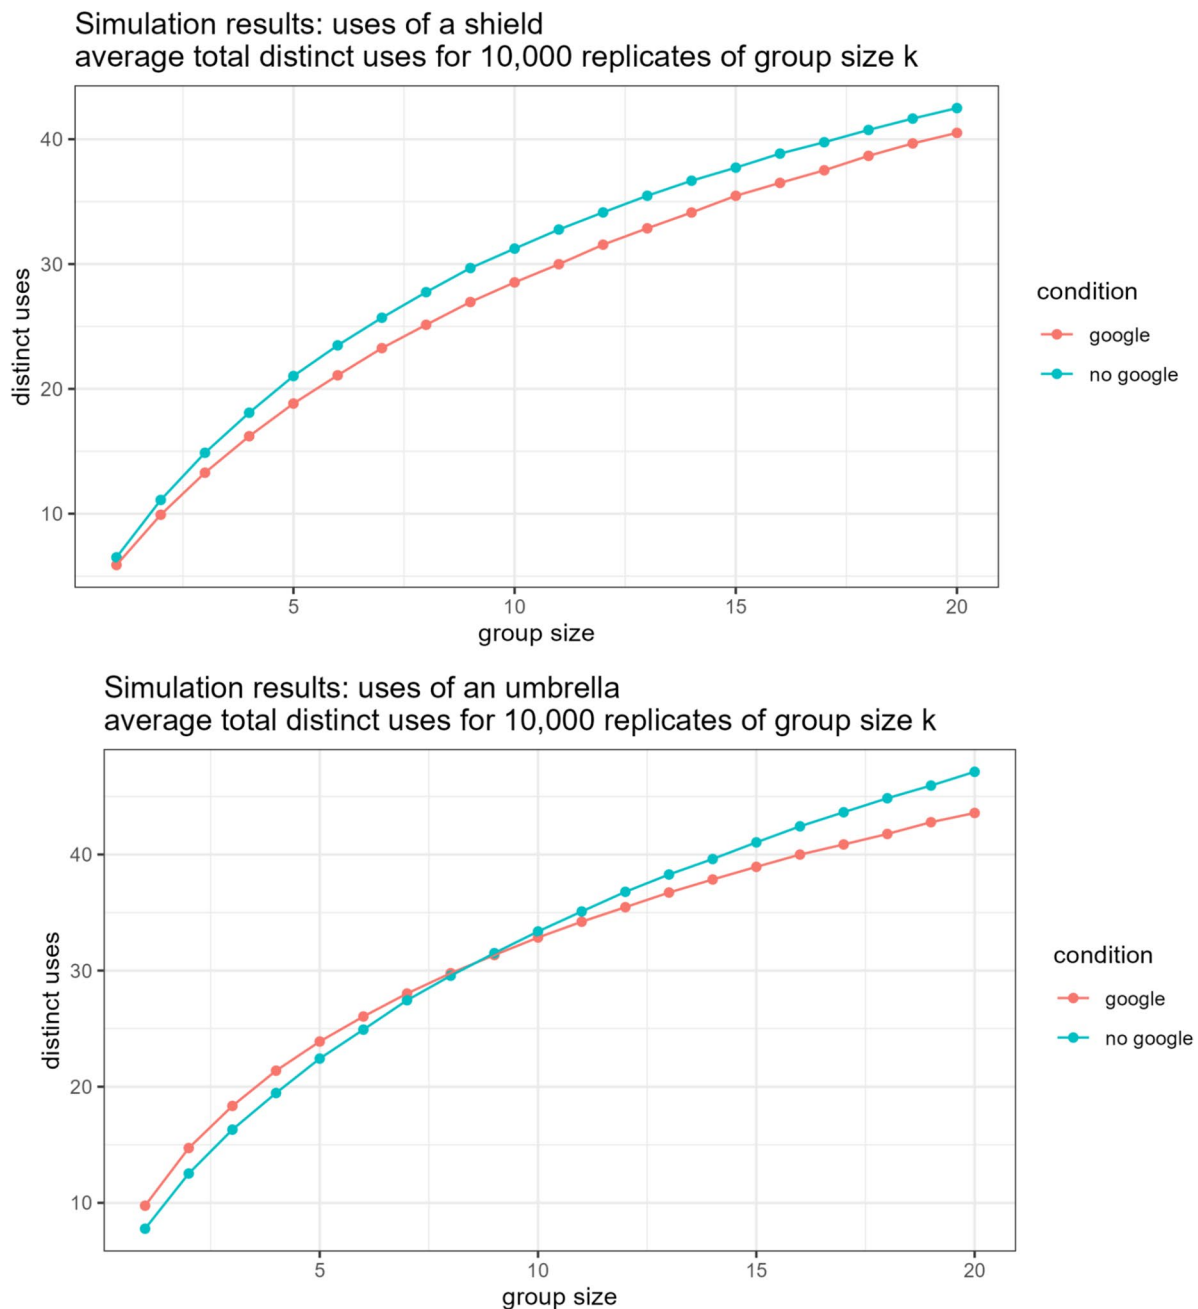 Simulation results: uses of a shield
average total distinct uses for 10,000 replicates of group size k
40
30
20
10
distinct uses
5 10 15 20
group size
condition
google
no google
Simulation results: uses of an umbrella
average total distinct uses for 10,000 replicates of group size k
40
30
20
10
distinct uses
5 10 15 20
group size
condition
google
no google